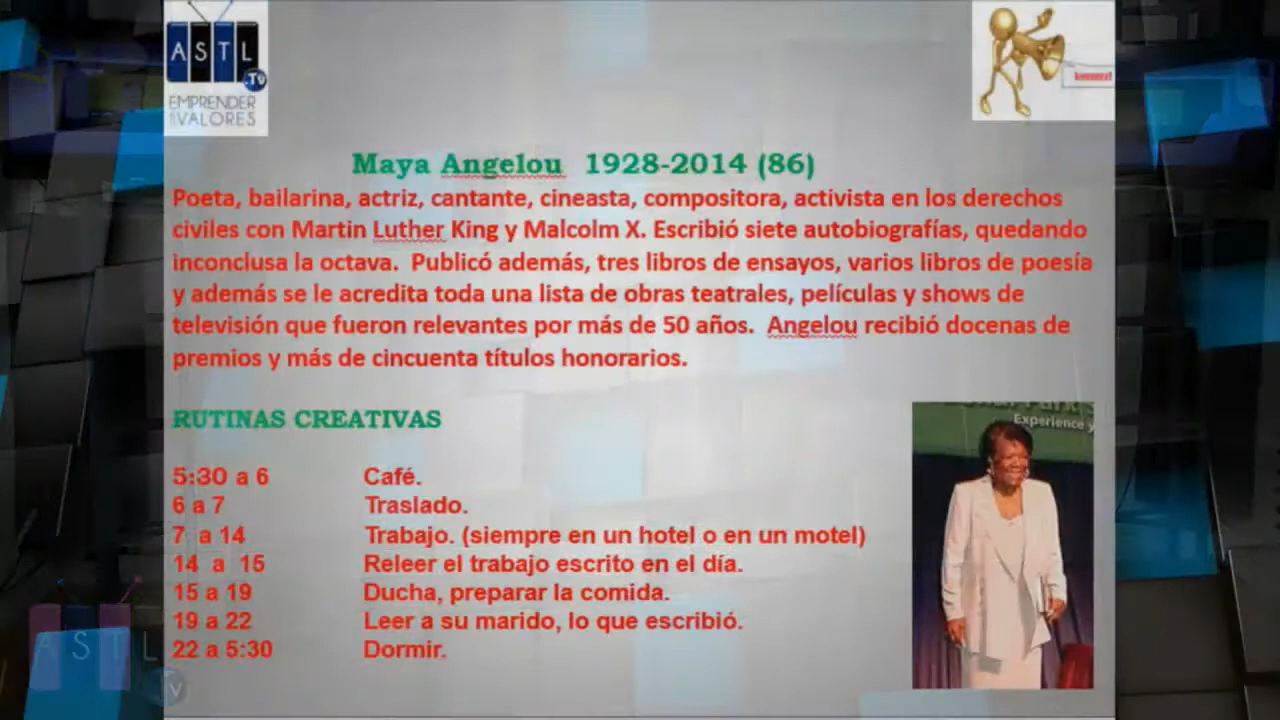 ASTL
.TV
EMPRENDER
VALORES
Maya Angelou 1928-2014 (86)
Poeta, bailarina, actriz, cantante, cineasta, compositora, activista en los derechos
civiles con Martin Luther King y Malcolm X. Escribió siete autobiografías, quedando
inconclusa la octava. Publicó además, tres libros de ensayos, varios libros de poesía
y además se le acredita toda una lista de obras teatrales, películas y shows de
televisión que fueron relevantes por más de 50 años. Angelou recibió docenas de
premios y más de cincuenta títulos honorarios.
RUTINAS CREATIVAS
Experience y
5:30 a 6 Café.
6 a 7 Traslado.
7 a 14 Trabajo. (siempre en un hotel o en un motel)
14 a 15 Releer el trabajo escrito en el día.
15 a 19 Ducha, preparar la comida.
19 a 22 Leer a su marido, lo que escribió.
22 a 5:30 Dormir.
ASTL
TV